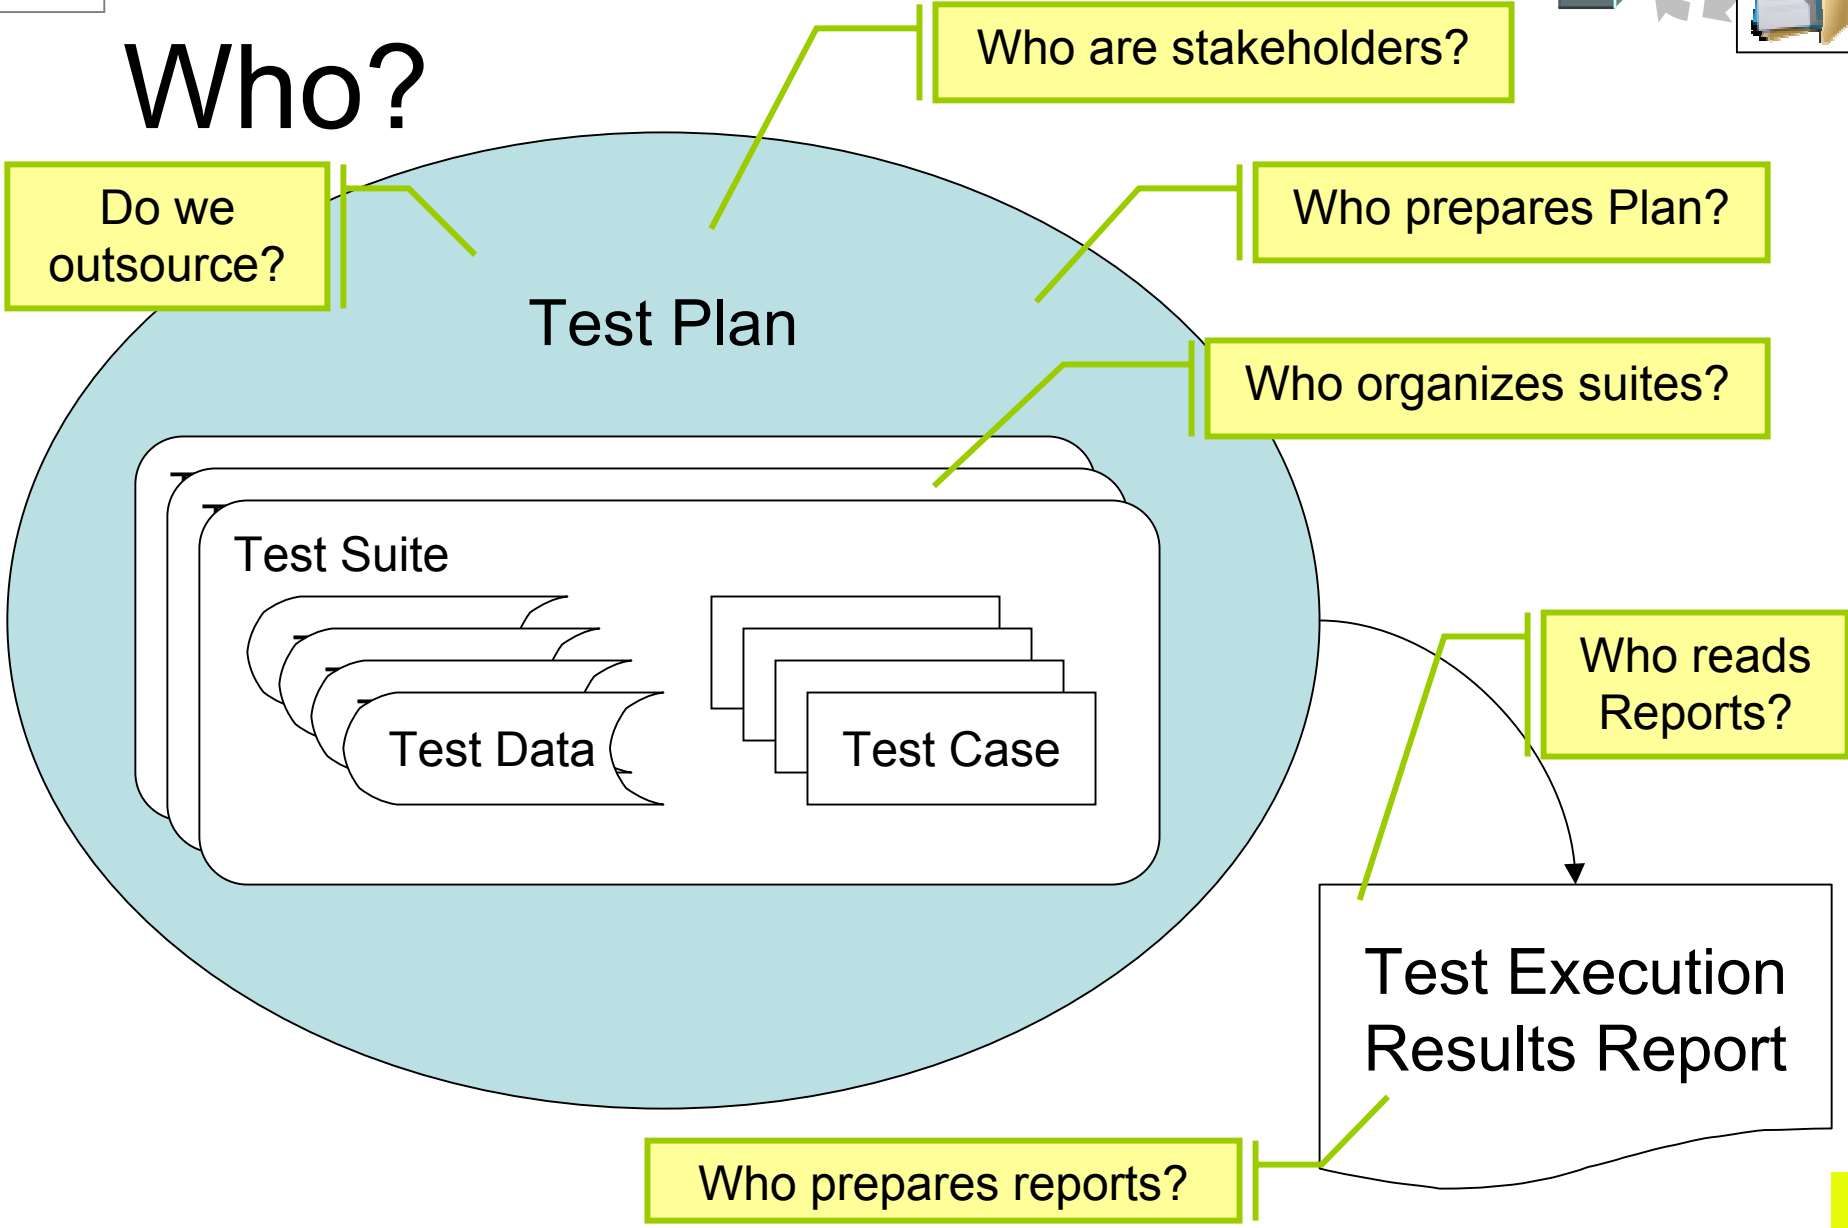 Who?
Who are stakeholders?
Do we
outsource?
Who prepares Plan?
Test Plan
Who organizes suites?
Test Suite
Test Data
Test Case
Who reads
Reports?
Test Execution
Results Report
Who prepares reports?